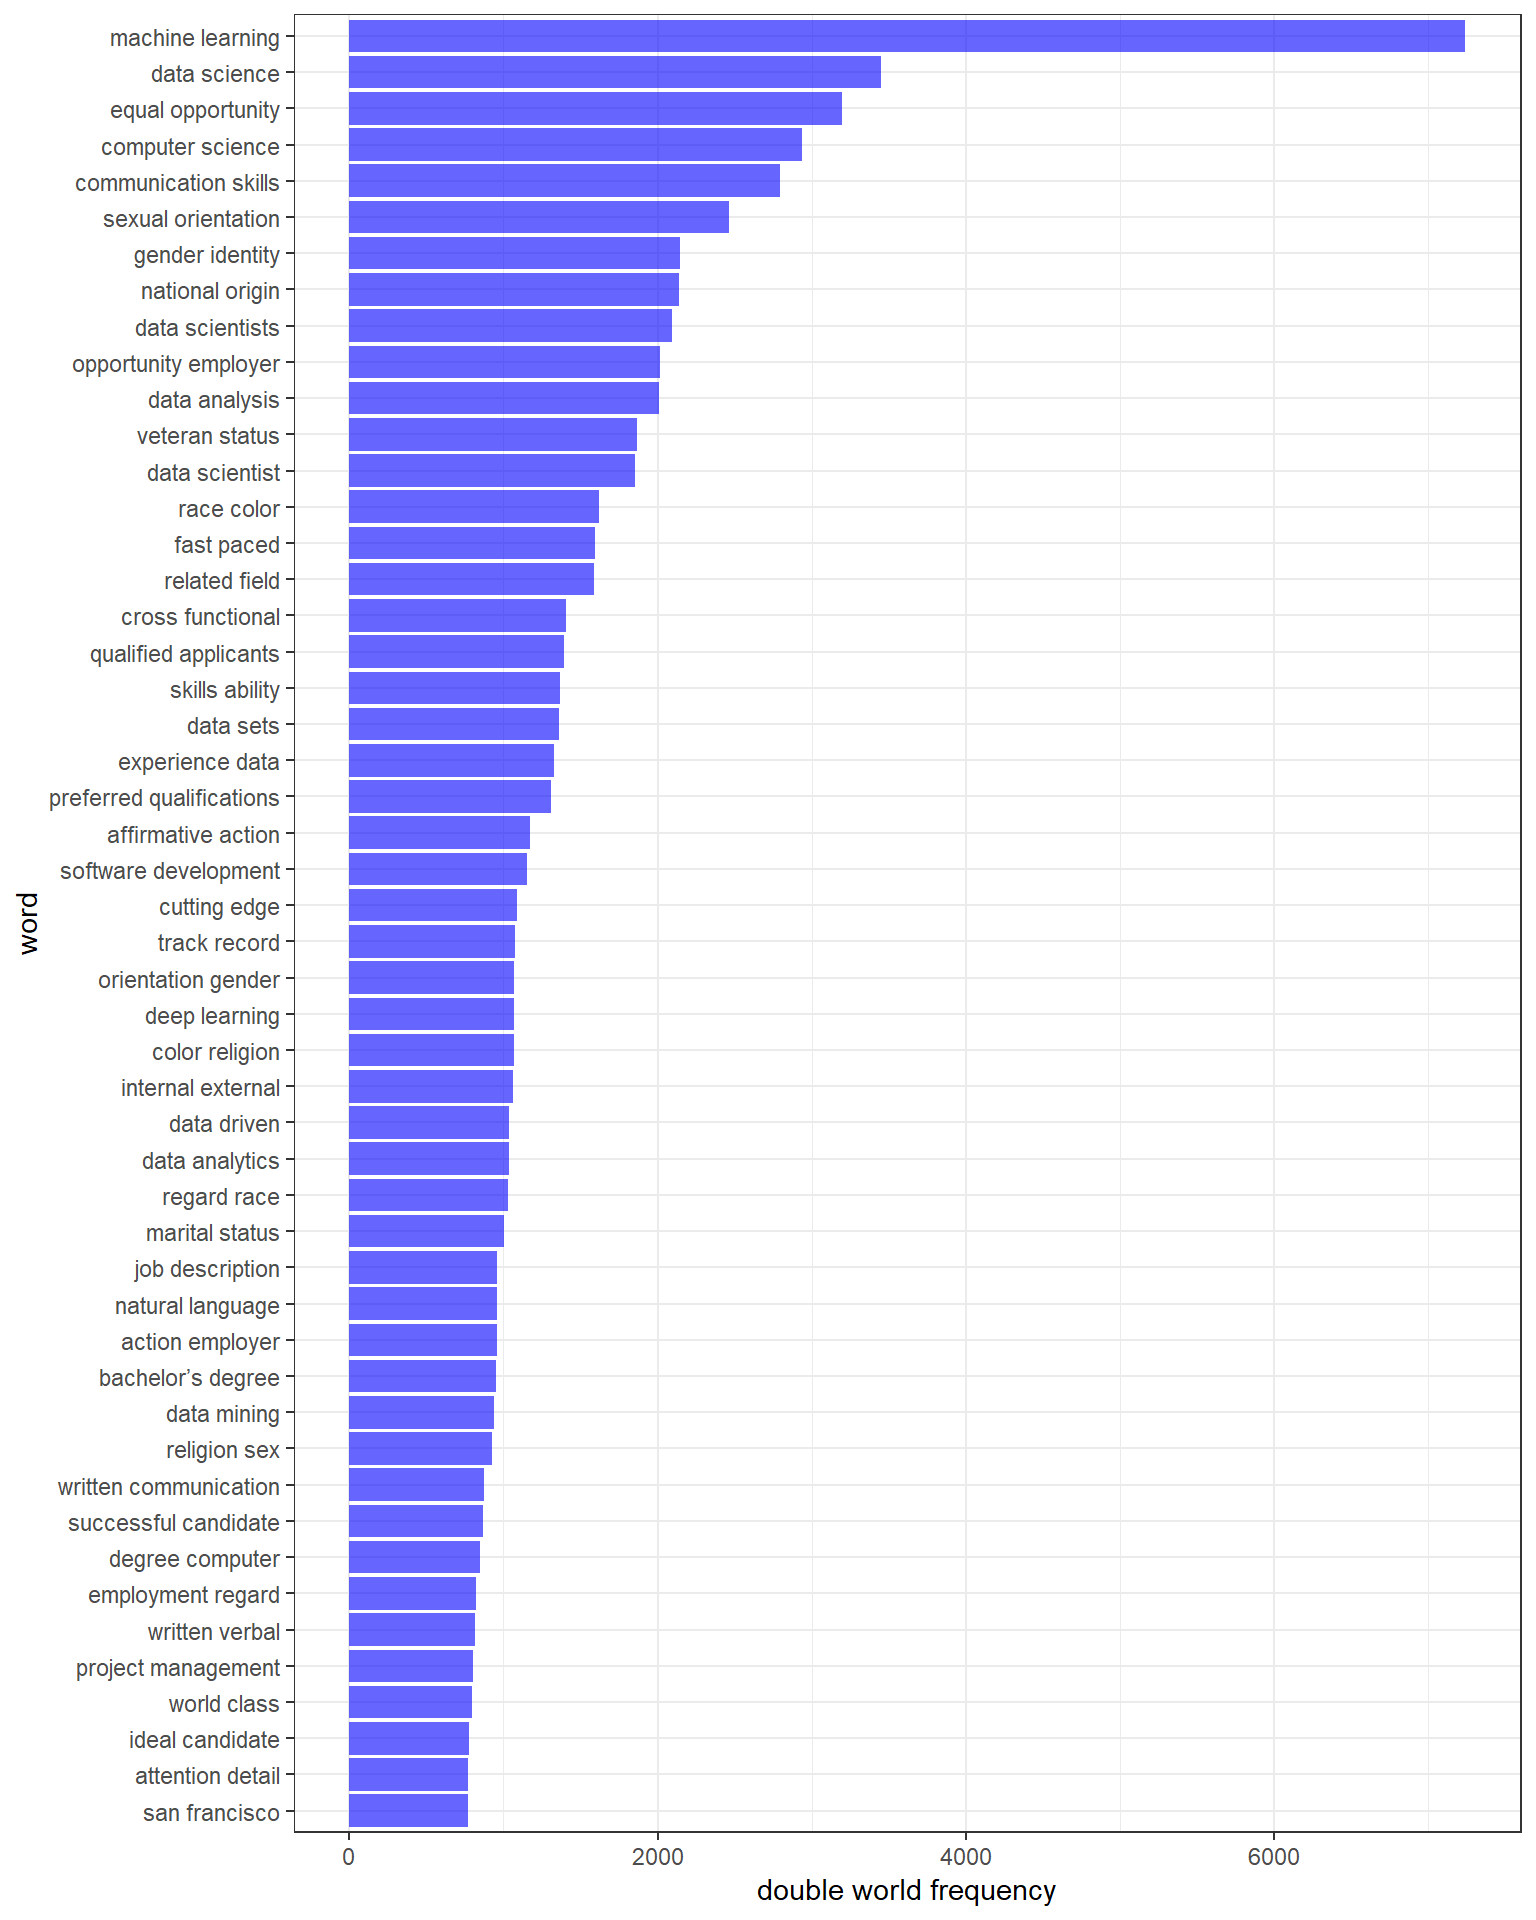 machine learning
data science
equal opportunity
computer science
communication skills
sexual orientation
gender identity
national origin
data scientists
opportunity employer
data analysis
veteran status
data scientist
race color
fast paced
related field
cross functional
qualified applicants
skills ability
data sets
experience data
preferred qualifications
affirmative action
software development
cutting edge
track record
orientation gender
deep learning
color religion
internal external
data driven
data analytics
regard race
marital status
job description
natural language
action employer
bachelor’s degree
data mining
religion sex
written communication
successful candidate
degree computer
employment regard
written verbal
project management
world class
ideal candidate
attention detail
san francisco
word
0 2000 4000 6000
double world frequency